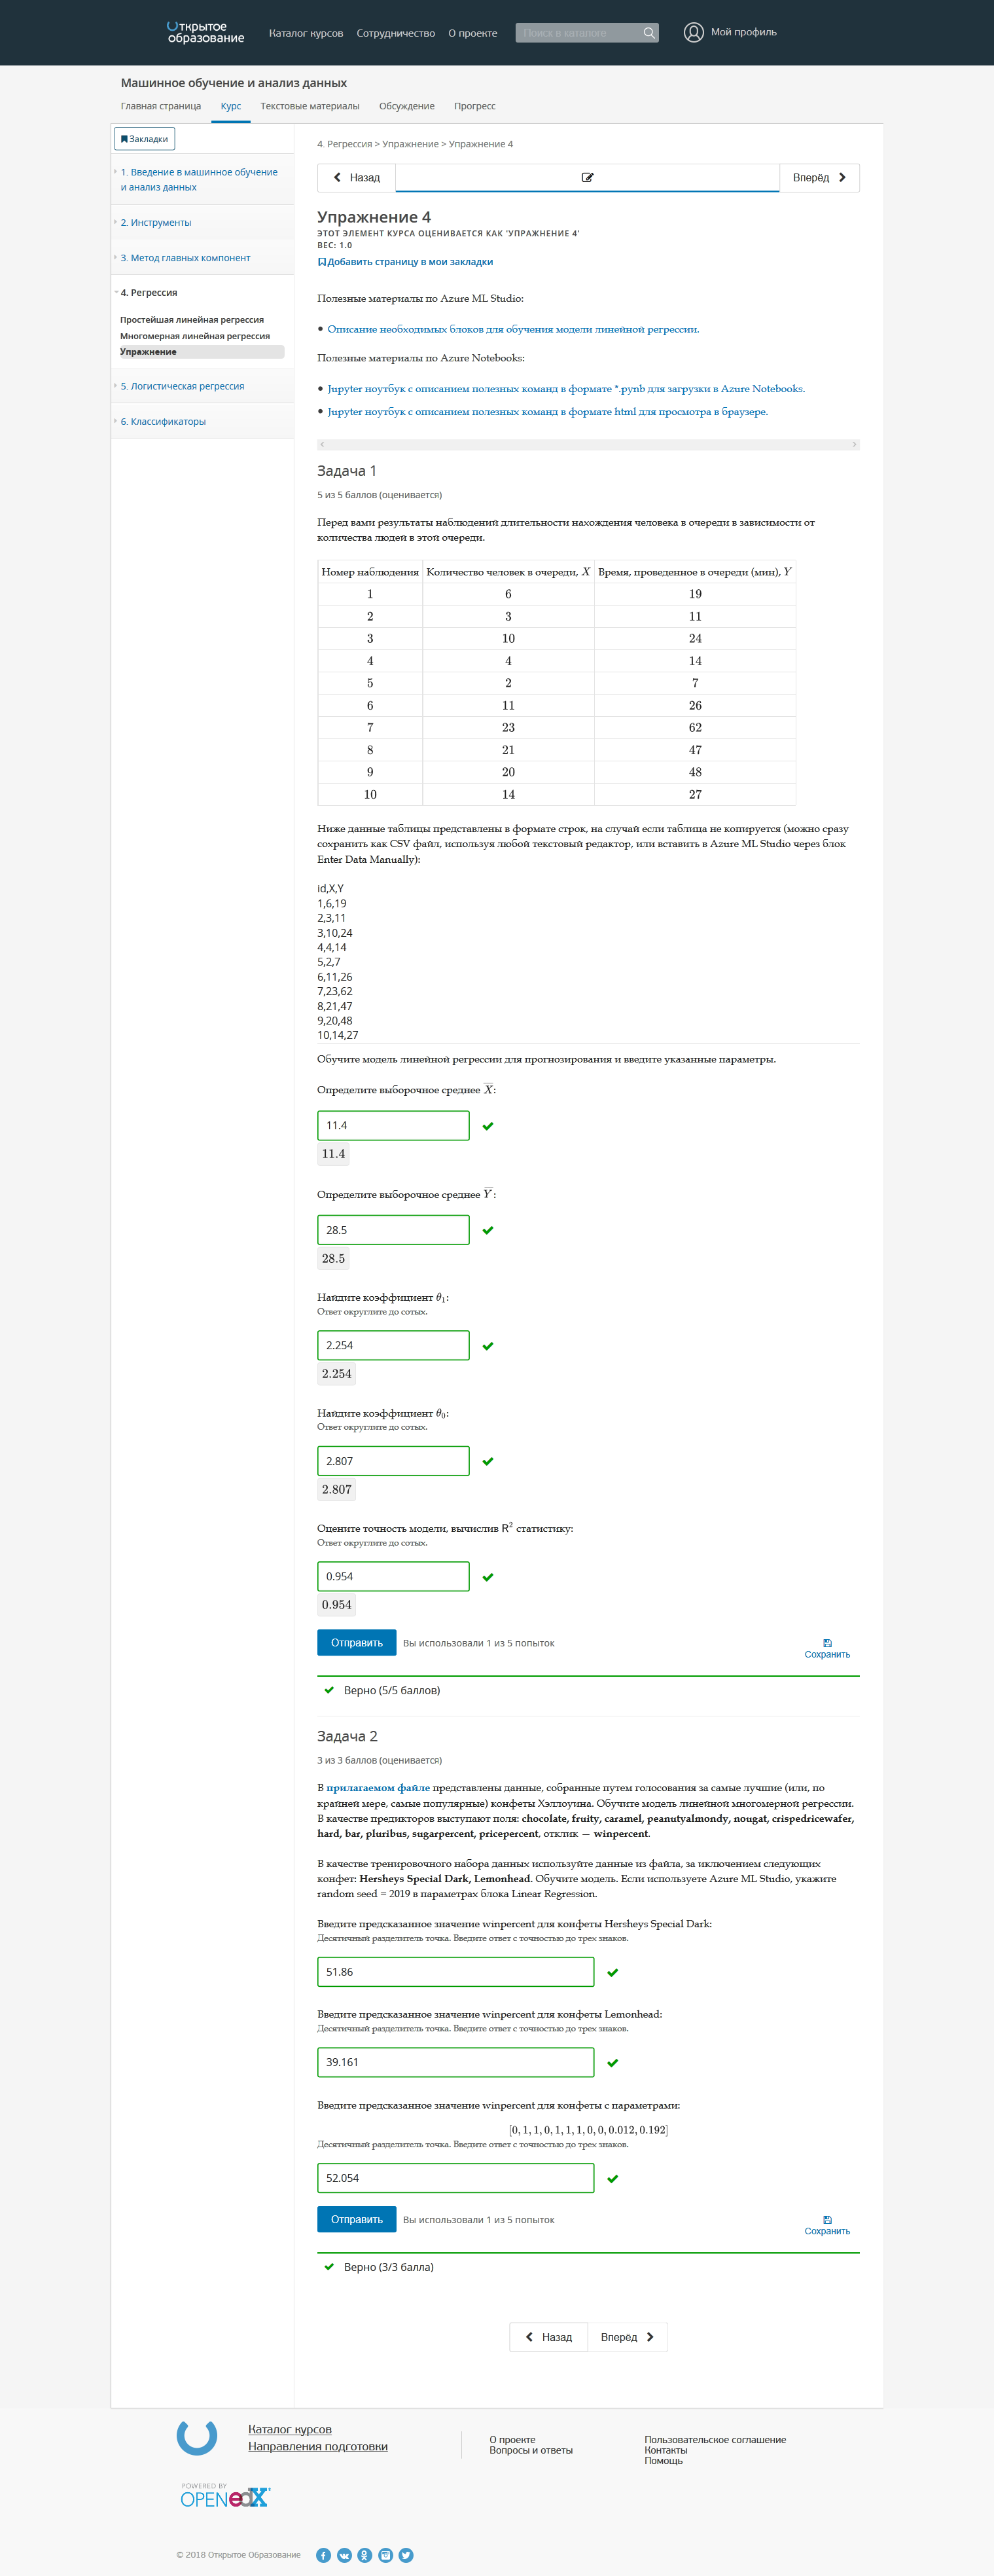 Открытое
образование
Каталог курсов Сотрудничество О проекте Поиск в каталоге Мой профиль
Машинное обучение и анализ данных
Главная страница Курс Текстовые материалы Обсуждение Прогресс
Закладки
1. Введение в машинное обучение
и анализ данных
2. Инструменты
3. Метод главных компонент
4. Регрессия
Простейшая линейная регрессия
Многомерная линейная регрессия
Упражнение
5. Логистическая регрессия
6. Классификаторы
4. Регрессия > Упражнение > Упражнение 4
Назад Вперёд
Упражнение 4
ЭТОТ ЭЛЕМЕНТ КУРСА ОЦЕНИВАЕТСЯ КАК 'УПРАЖНЕНИЕ 4'
ВЕС: 1.0
Добавить страницу в мои закладки
Полезные материалы по Azure ML Studio:
• Описание необходимых блоков для обучения модели линейной регрессии.
Полезные материалы по Azure Notebooks:
• Jupyter ноутбук с описанием полезных команд в формате *.pynb для загрузки в Azure Notebooks.
• Jupyter ноутбук с описанием полезных команд в формате html для просмотра в браузере.
Задача 1
5 из 5 баллов (оценивается)
Перед вами результаты наблюдений длительности нахождения человека в очереди в зависимости от
количества людей в этой очереди.
Номер наблюдения Количество человек в очереди, X Время, проведенное в очереди (мин), Y
1 6 19
2 3 11
3 10 24
4 4 14
5 2 7
6 11 26
7 23 62
8 21 47
9 20 48
10 14 27
Ниже данные таблицы представлены в формате строк, на случай если таблица не копируется (можно сразу
сохранить как CSV файл, используя любой текстовый редактор, или вставить в Azure ML Studio через блок
Enter Data Manually):
id,X,Y
1,6,19
2,3,11
3,10,24
4,4,14
5,2,7
6,11,26
7,23,62
8,21,47
9,20,48
10,14,27
Обучите модель линейной регрессии для прогнозирования и введите указанные параметры.
Определите выборочное среднее X̅:
11.4
11.4
Определите выборочное среднее Y̅:
28.5
28.5
Найдите коэффициент θ₁:
Ответ округлите до сотых.
2.254
2.254
Найдите коэффициент θ₀:
Ответ округлите до сотых.
2.807
2.807
Оцените точность модели, вычислив R² статистику:
Ответ округлите до сотых.
0.954
0.954
Отправить Вы использовали 1 из 5 попыток Сохранить
Верно (5/5 баллов)
Задача 2
3 из 3 баллов (оценивается)
В прилагаемом файле представлены данные, собранные путем голосования за самые лучшие (или, по
крайней мере, самые популярные) конфеты Хэллоуина. Обучите модель линейной многомерной регрессии.
В качестве предикторов выступают поля: chocolate, fruity, caramel, peanutyalmondy, nougat, crispedricewafer,
hard, bar, pluribus, sugarpercent, pricepercent, отклик — winpercent.
В качестве тренировочного набора данных используйте данные из файла, за иключением следующих
конфет: Hersheys Special Dark, Lemonhead. Обучите модель. Если используете Azure ML Studio, укажите
random seed = 2019 в параметрах блока Linear Regression.
Введите предсказанное значение winpercent для конфеты Hersheys Special Dark:
Десятичный разделитель точка. Введите ответ с точностью до трех знаков.
51.86
Введите предсказанное значение winpercent для конфеты Lemonhead:
Десятичный разделитель точка. Введите ответ с точностью до трех знаков.
39.161
Введите предсказанное значение winpercent для конфеты с параметрами:
[0, 1, 1, 0, 1, 1, 1, 0, 0, 0.012, 0.192]
Десятичный разделитель точка. Введите ответ с точностью до трех знаков.
52.054
Отправить Вы использовали 1 из 5 попыток Сохранить
Верно (3/3 балла)
Назад Вперёд
Каталог курсов
Направления подготовки
О проекте
Вопросы и ответы
Пользовательское соглашение
Контакты
Помощь
POWERED BY
OPEN edX
© 2018 Открытое Образование